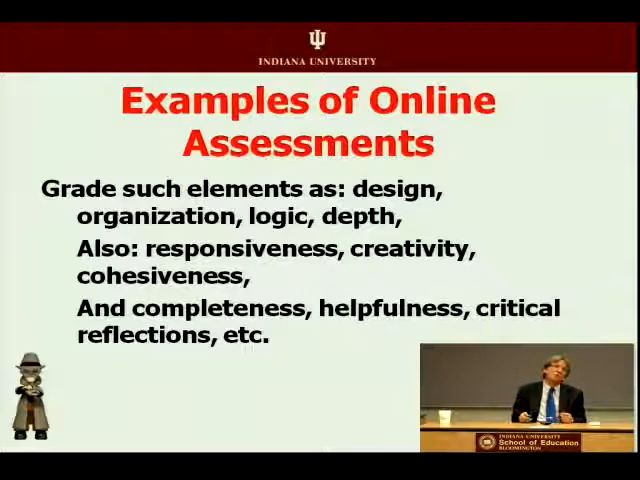 INDIANA UNIVERSITY
Examples of Online
Assessments
Grade such elements as: design,
organization, logic, depth,
Also: responsiveness, creativity,
cohesiveness,
And completeness, helpfulness, critical
reflections, etc.
INDIANA UNIVERSITY
School of Education
BLOOMINGTON